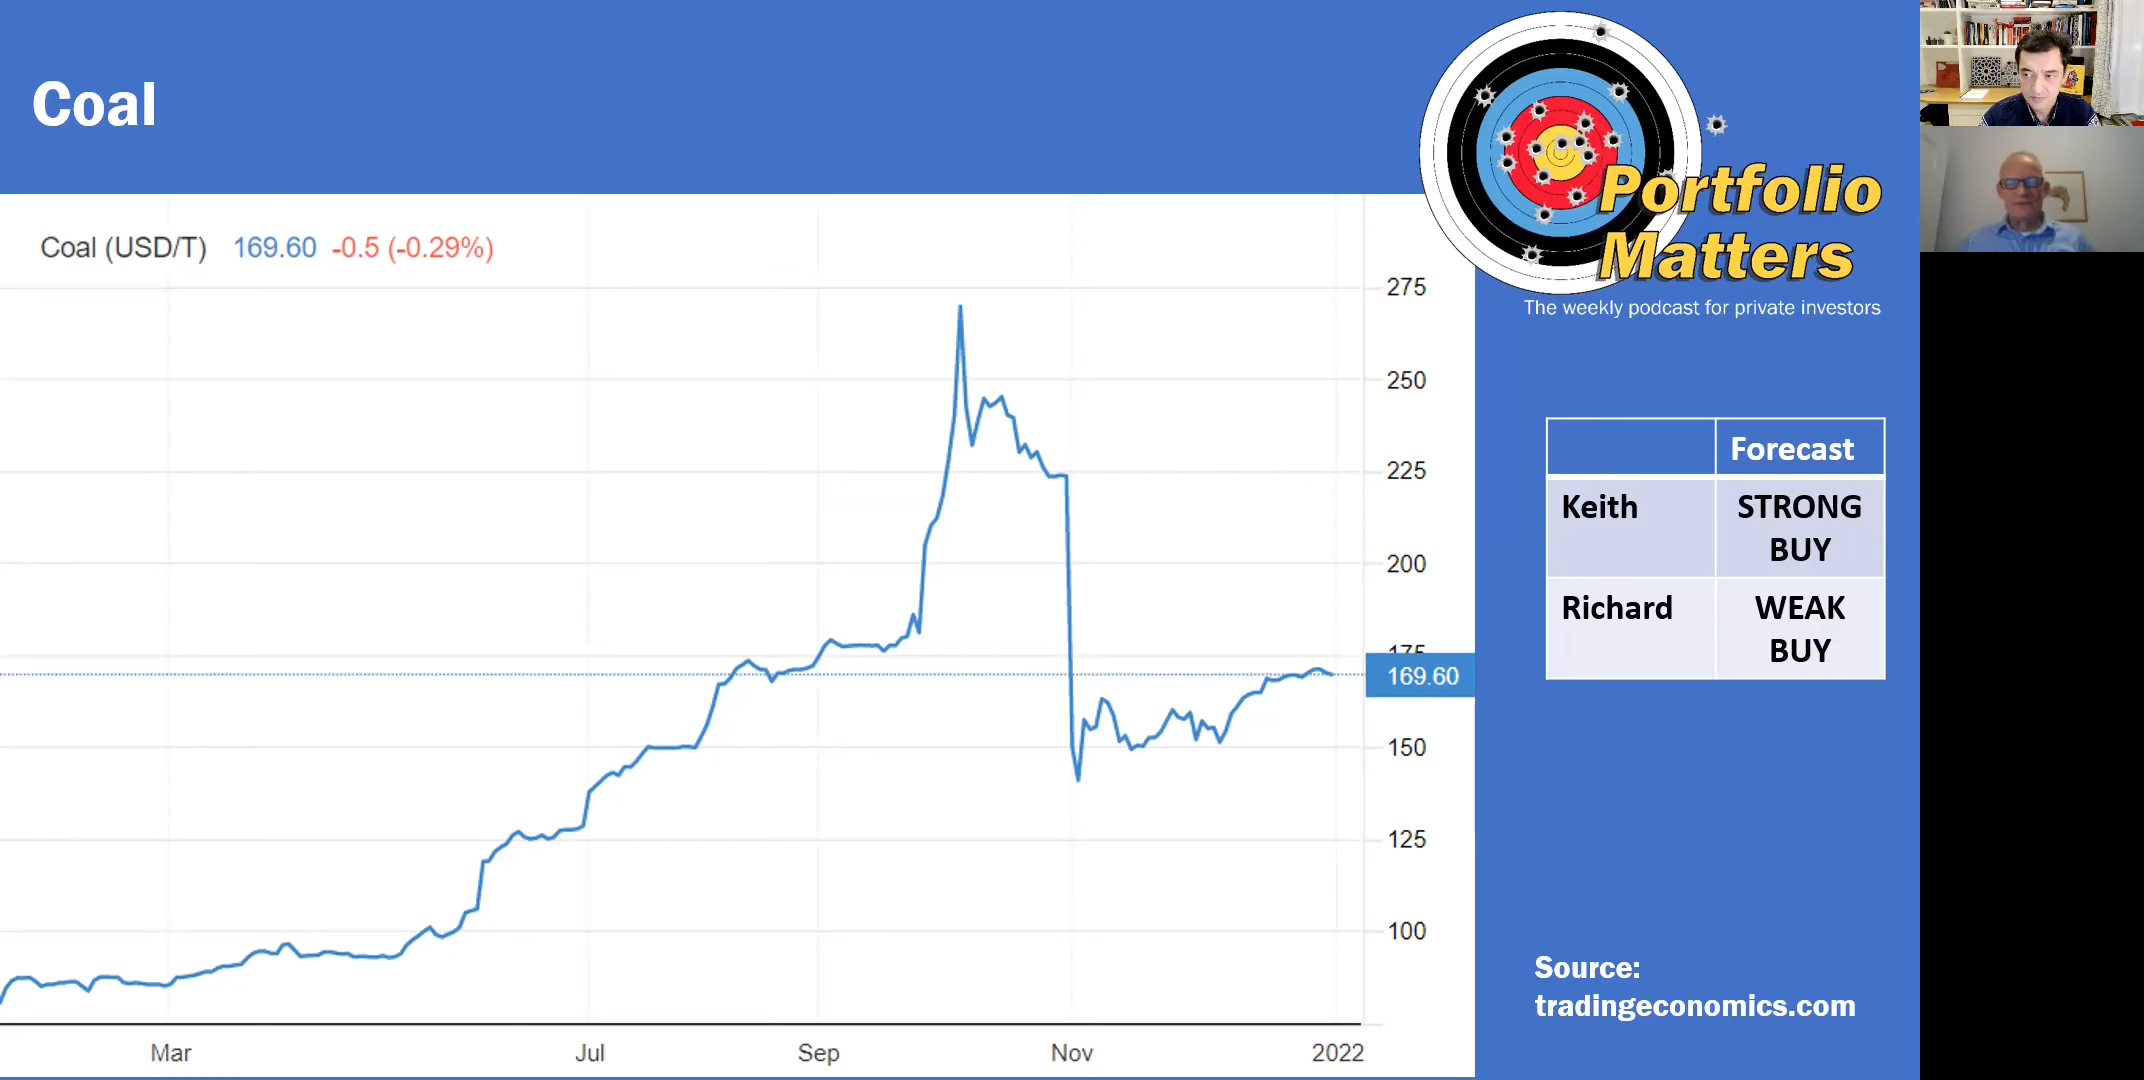 Coal
Portfolio
Matters
The weekly podcast for private investors
Coal (USD/T) 169.60 -0.5 (-0.29%)
275
250
225
200
175
169.60
150
125
100
Mar Jul Sep Nov 2022
Forecast
Keith STRONG
BUY
Richard WEAK
BUY
Source:
tradingeconomics.com